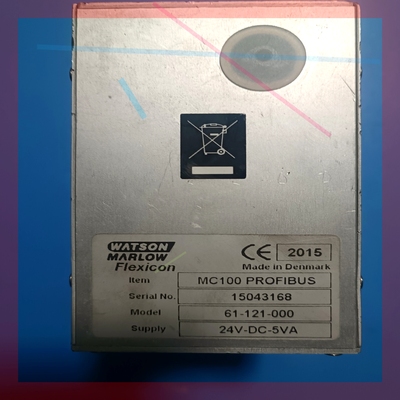 WATSON
MARLOW
Flexicon
CE 2015
Made in Denmark
Item MC100 PROFIBUS
Serial No. 15043168
Model 61-121-000
Supply 24V-DC-5VA